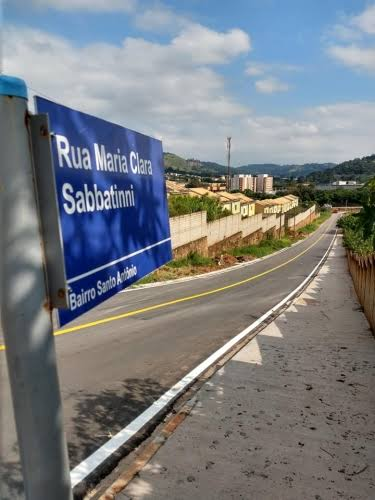 Rua Maria Clara
Sabbatinni
Bairro Santo Antônio